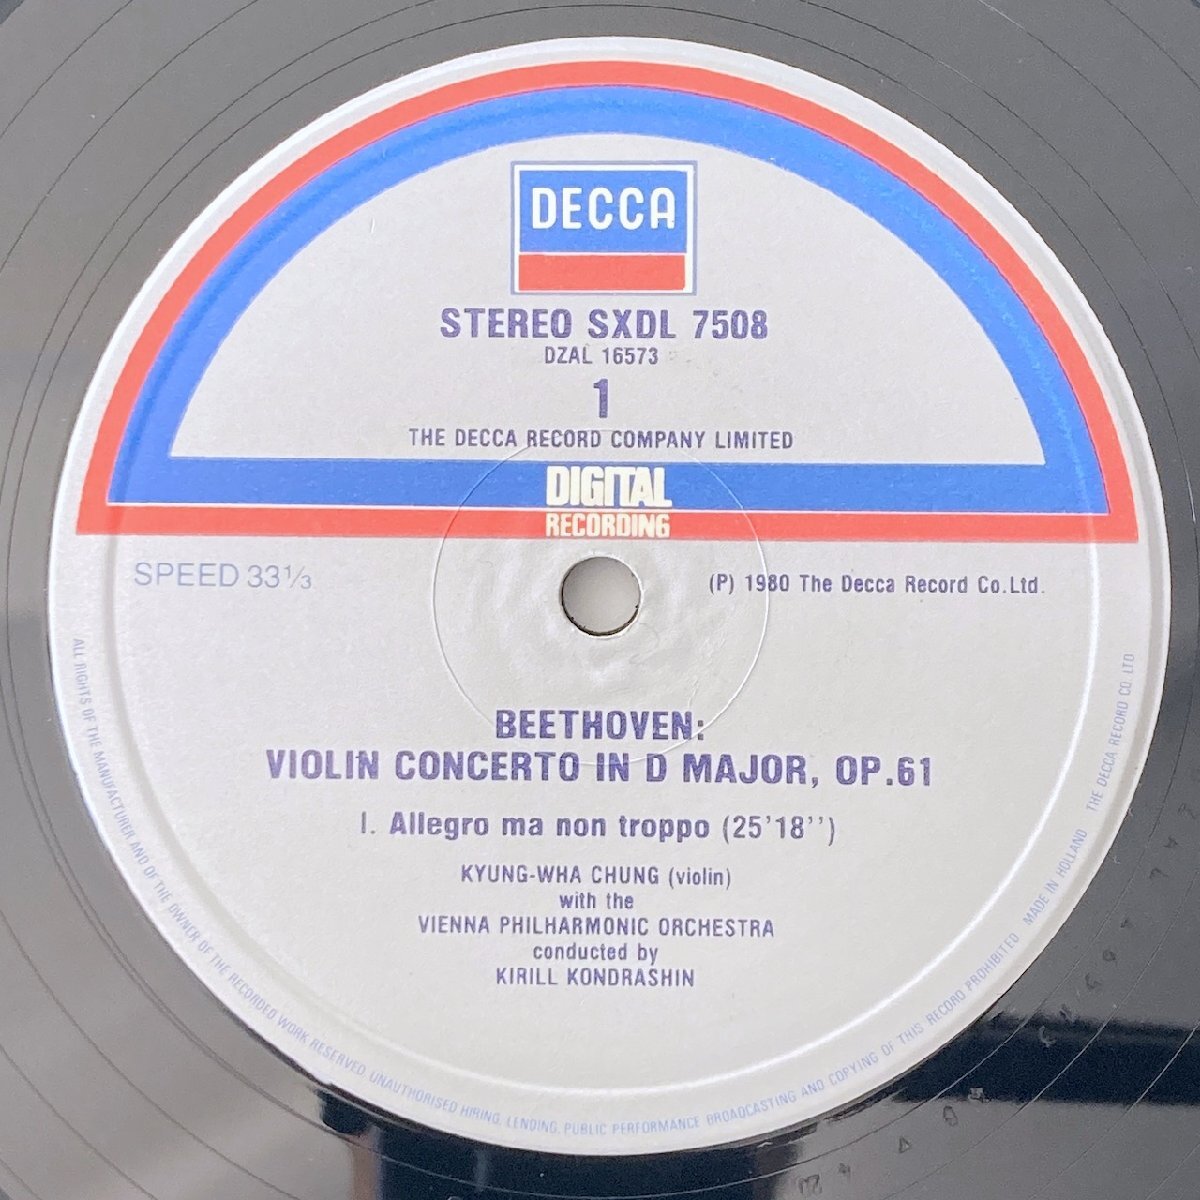 DECCA
STEREO SXDL 7508
DZAL 16573
1
THE DECCA RECORD COMPANY LIMITED
DIGITAL
RECORDING
SPEED 33⅓
(P) 1980 The Decca Record Co.Ltd.
BEETHOVEN:
VIOLIN CONCERTO IN D MAJOR, OP.61
I. Allegro ma non troppo (25'18'')
KYUNG-WHA CHUNG (violin)
with the
VIENNA PHILHARMONIC ORCHESTRA
conducted by
KIRILL KONDRASHIN
ALL RIGHTS OF THE MANUFACTURER AND OF THE OWNER OF THE RECORDED WORK RESERVED. UNAUTHORISED HIRING, LENDING, PUBLIC PERFORMANCE BROADCASTING AND COPYING OF THIS RECORD PROHIBITED MADE IN HOLLAND THE DECCA RECORD CO LTD